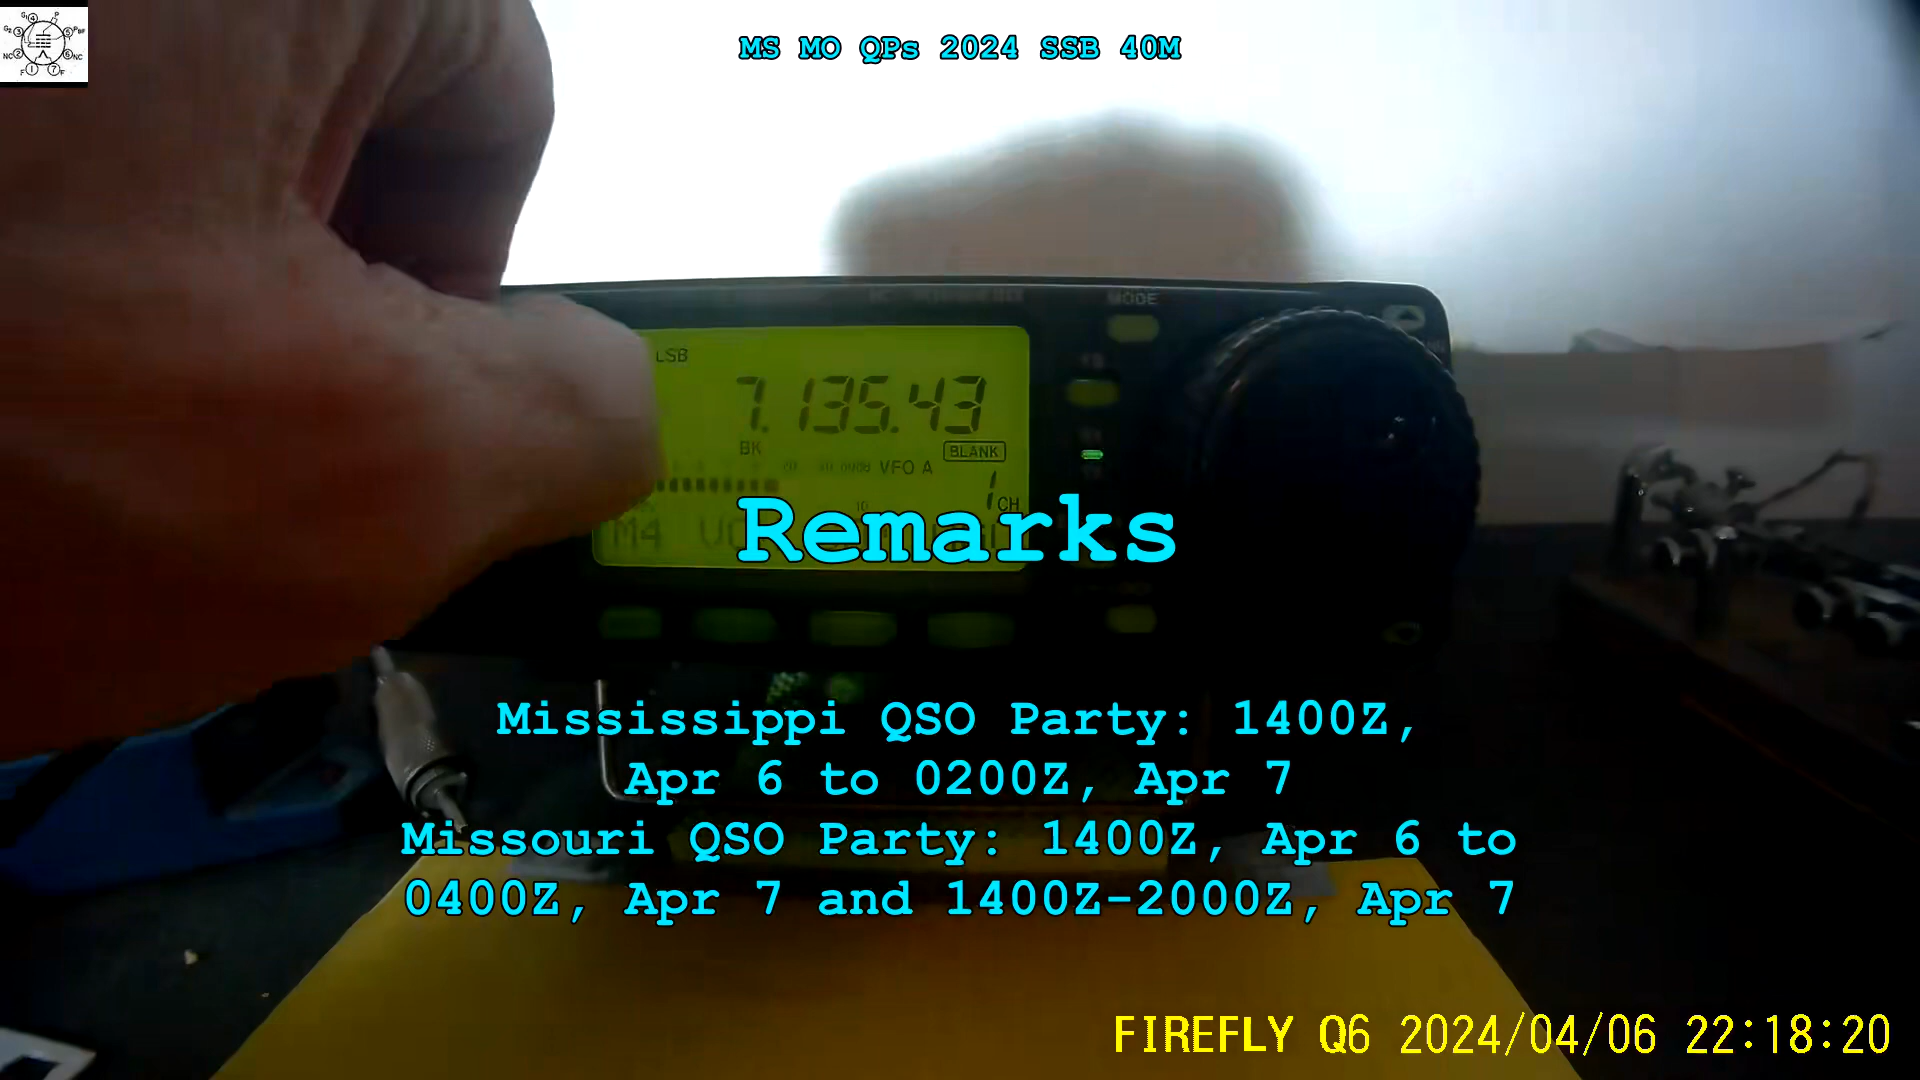 MS MO QPs 2024 SSB 40M
MODE
LSB
7.135.43
BK
BLANK
VFO A
1 CH
M4
Remarks
Mississippi QSO Party: 1400Z,
Apr 6 to 0200Z, Apr 7
Missouri QSO Party: 1400Z, Apr 6 to
0400Z, Apr 7 and 1400Z-2000Z, Apr 7
FIREFLY Q6 2024/04/06 22:18:20